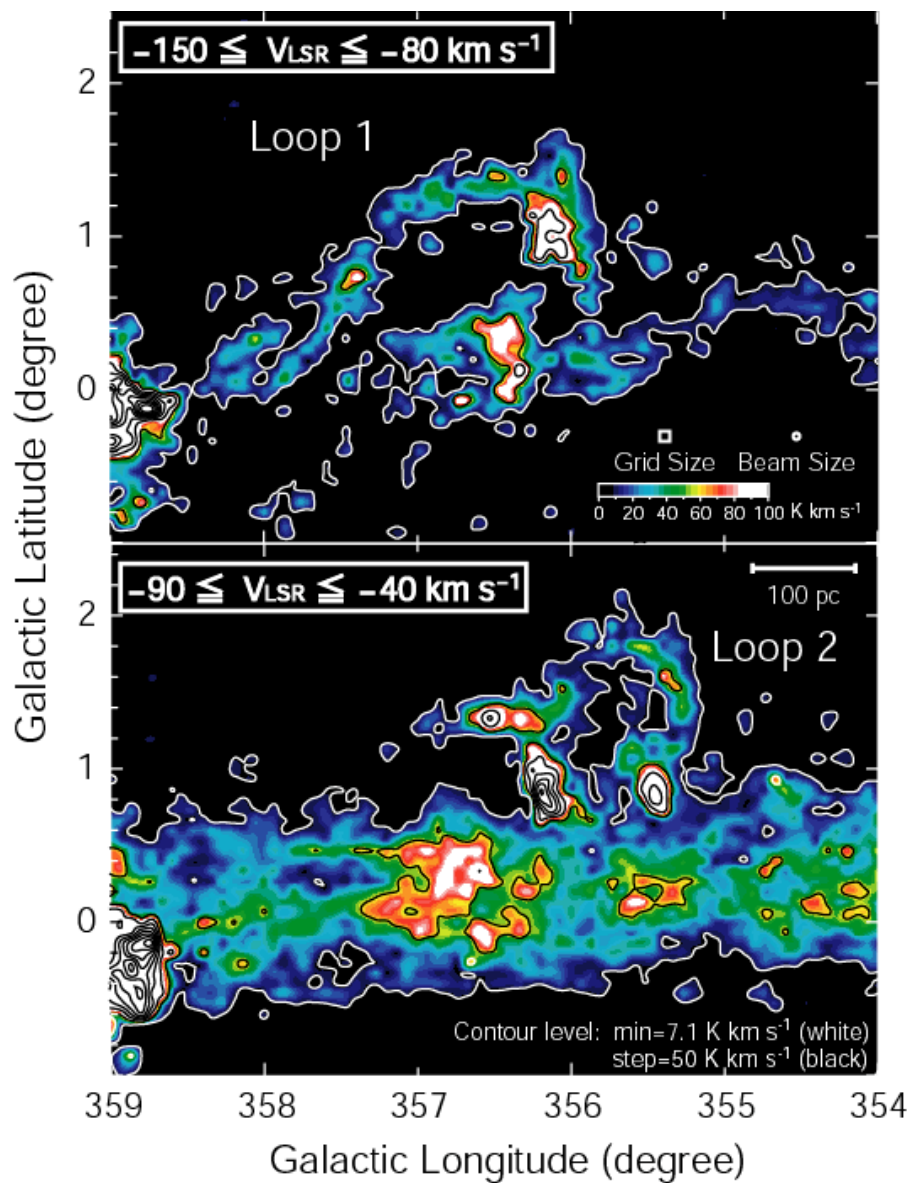 −150 ≦ VLSR ≦ −80 km s⁻¹
2
Loop 1
1
0
Grid Size Beam Size
0 20 40 60 80 100 K km s⁻¹
−90 ≦ VLSR ≦ −40 km s⁻¹
100 pc
2
Loop 2
1
0
Contour level: min=7.1 K km s⁻¹ (white)
step=50 K km s⁻¹ (black)
359 358 357 356 355 354
Galactic Longitude (degree)
Galactic Latitude (degree)